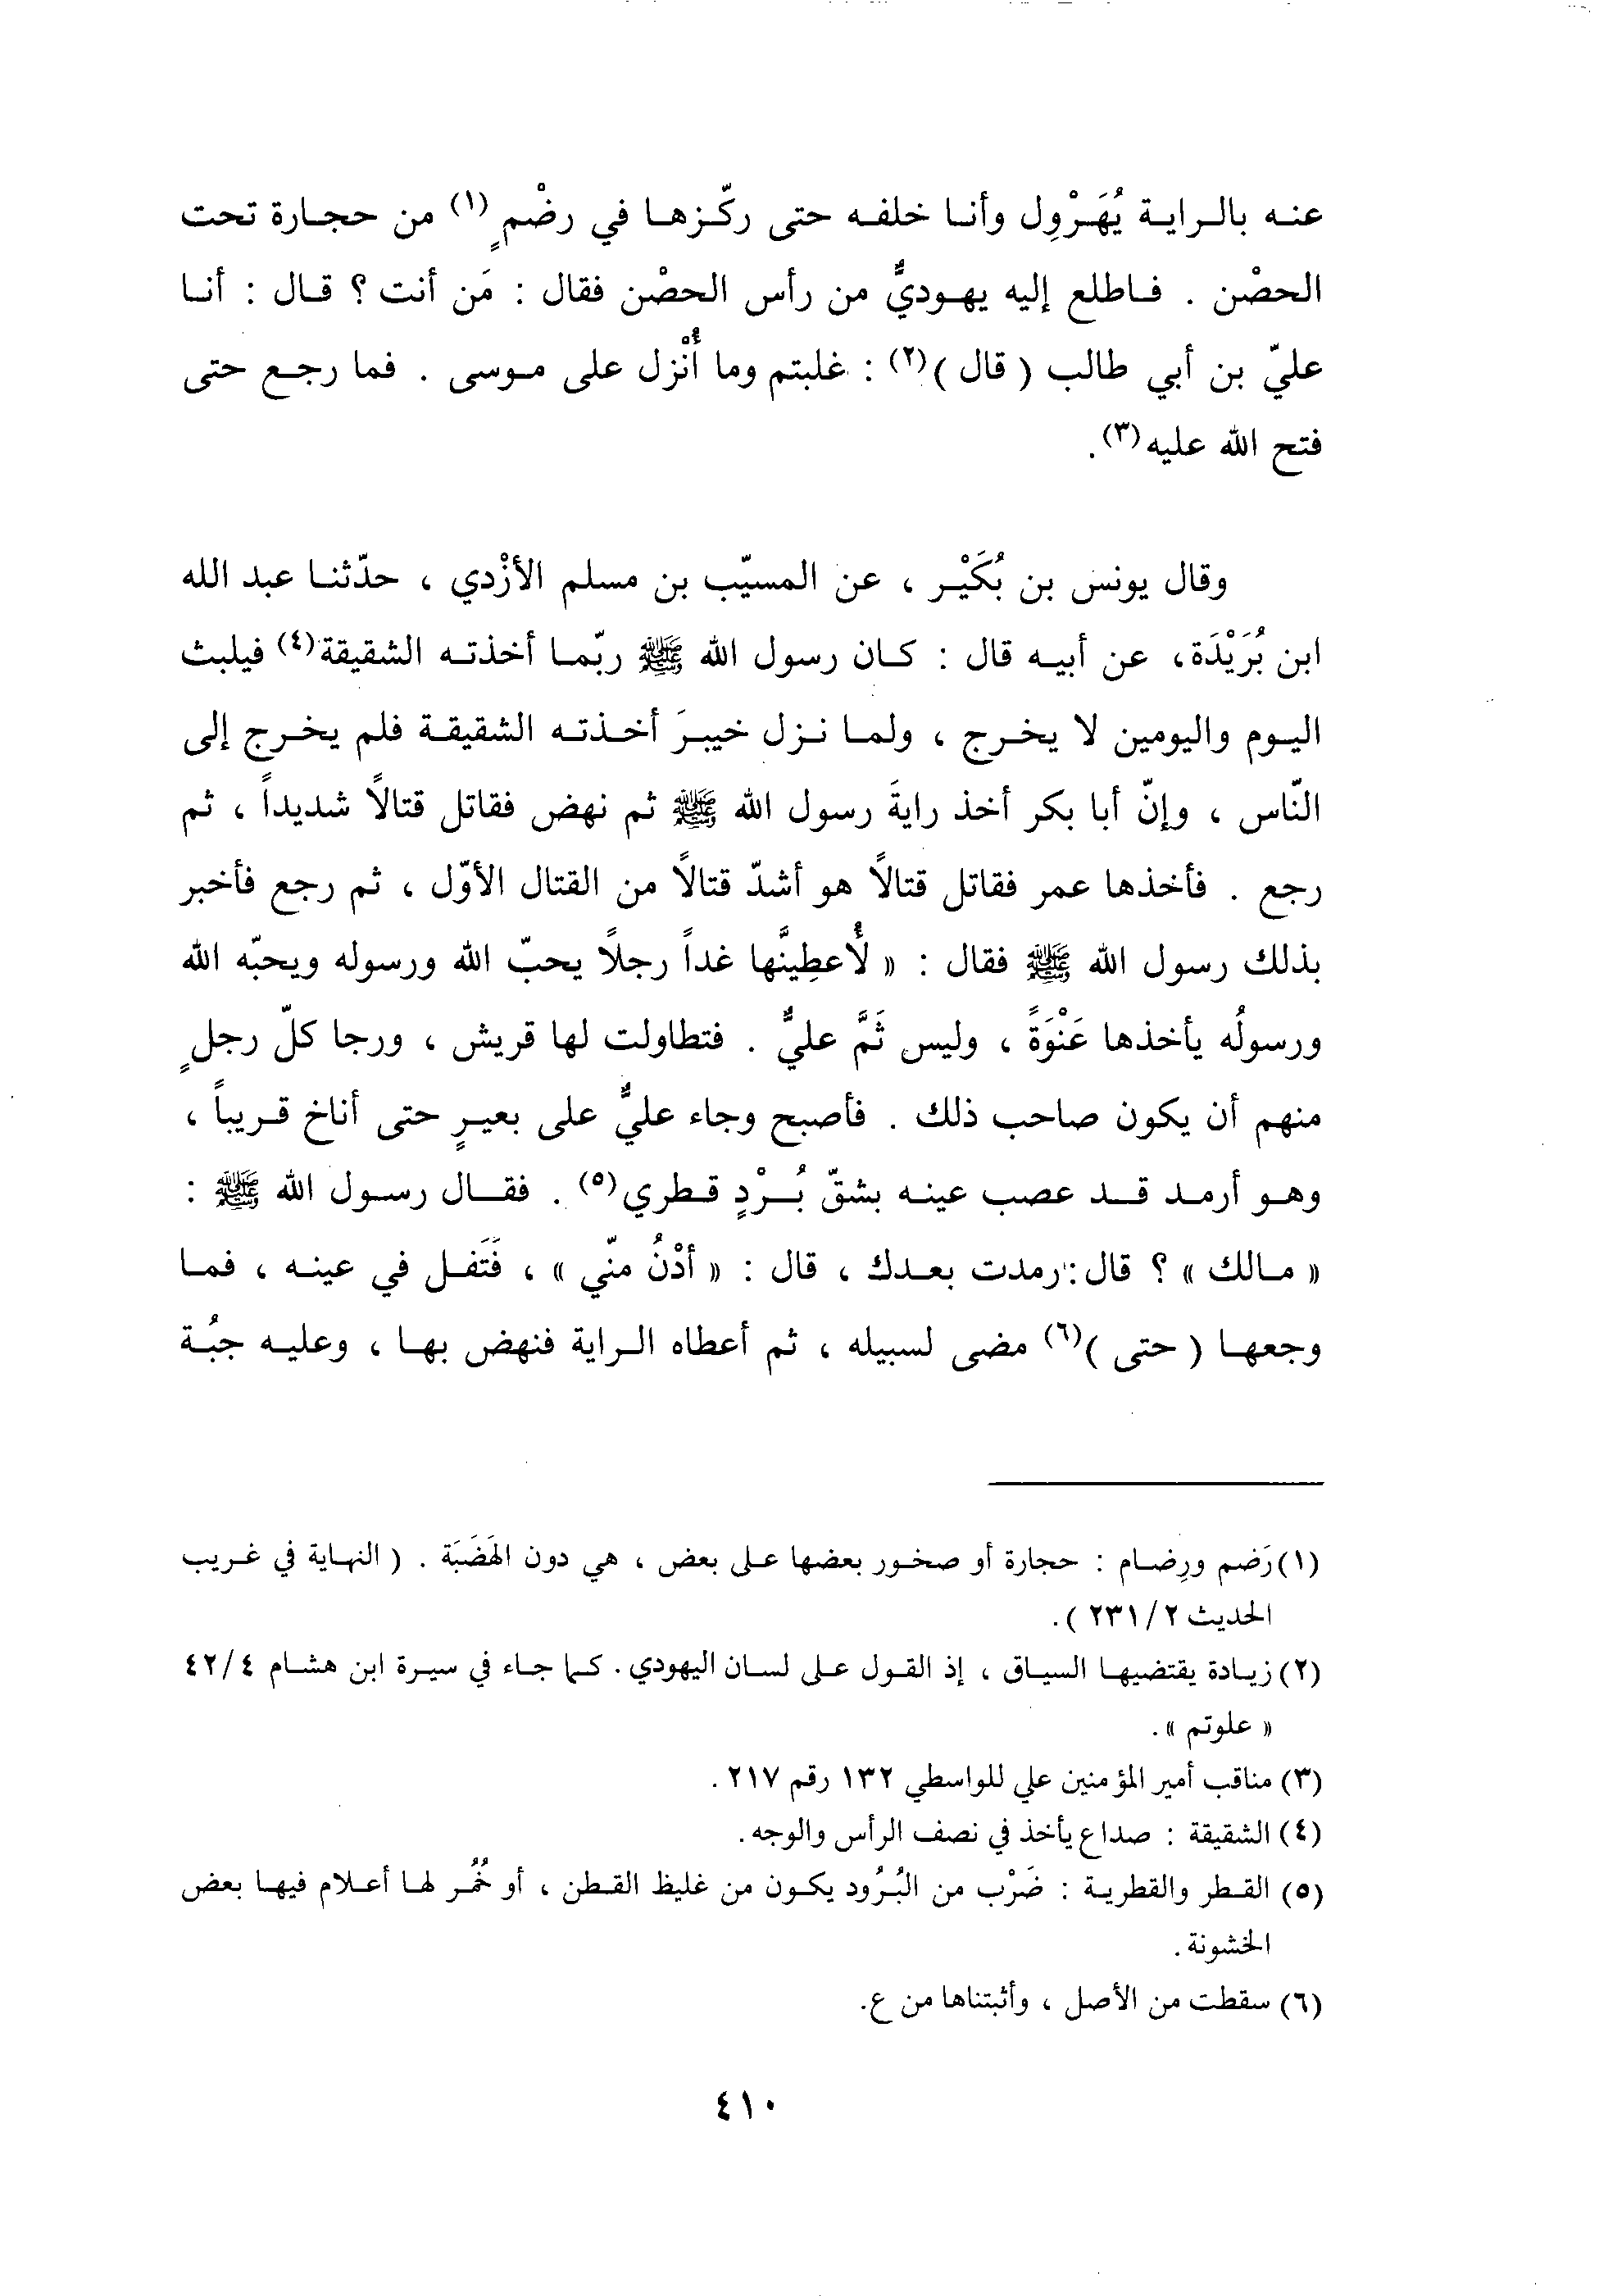 عنه بالراية يُهَرْوِل وأنا خلفه حتى ركّزها في رضْمٍ (١) من حجارة تحت
الحصْن . فاطلع إليه يهوديٌّ من رأس الحصْن فقال : مَن أنت ؟ قال : أنا
عليّ بن أبي طالب ( قال )(٢) : غلبتم وما أُنْزل على موسى . فما رجع حتى
فتح الله عليه(٣).
وقال يونس بن بُكَيْر ، عن المسيّب بن مسلم الأزْدي ، حدّثنا عبد الله
ابن بُرَيْدَة، عن أبيه قال : كان رسول الله ﷺ ربّما أخذته الشقيقة(٤) فيلبث
اليوم واليومين لا يخرج ، ولما نزل خيبرَ أخذته الشقيقة فلم يخرج إلى
النّاس ، وإنّ أبا بكر أخذ رايةَ رسول الله ﷺ ثم نهض فقاتل قتالاً شديداً ، ثم
رجع . فأخذها عمر فقاتل قتالاً هو أشدّ قتالاً من القتال الأوّل ، ثم رجع فأخبر
بذلك رسول الله ﷺ فقال : « لأُعطِيَنَّها غداً رجلاً يحبّ الله ورسوله ويحبّه الله
ورسولُه يأخذها عَنْوَةً ، وليس ثَمَّ عليٌّ . فتطاولت لها قريش ، ورجا كلّ رجلٍ
منهم أن يكون صاحب ذلك . فأصبح وجاء عليٌّ على بعيرٍ حتى أناخ قريباً ،
وهو أرمد قد عصب عينه بشقّ بُرْدٍ قطري(٥) . فقال رسول الله ﷺ :
« مالك » ؟ قال : رمدت بعدك ، قال : « أدْنُ منّي » ، فَتَفل في عينه ، فما
وجعها ( حتى )(٦) مضى لسبيله ، ثم أعطاه الراية فنهض بها ، وعليه جبُة
(١) رَضم ورِضام : حجارة أو صخور بعضها على بعض ، هي دون الهَضَبَة . ( النهاية في غريب
الحديث ٢/ ٢٣١ ).
(٢) زيادة يقتضيها السياق ، إذ القول على لسان اليهودي . كما جاء في سيرة ابن هشام ٤/ ٤٢
« علوتم ».
(٣) مناقب أمير المؤمنين علي للواسطي ١٣٢ رقم ٢١٧ .
(٤) الشقيقة : صداع يأخذ في نصف الرأس والوجه .
(٥) القطر والقطرية : ضَرْب من البُرُود يكون من غليظ القطن ، أو خُمُر لها أعلام فيها بعض
الخشونة .
(٦) سقطت من الأصل ، وأثبتناها من ع.
٤١٠